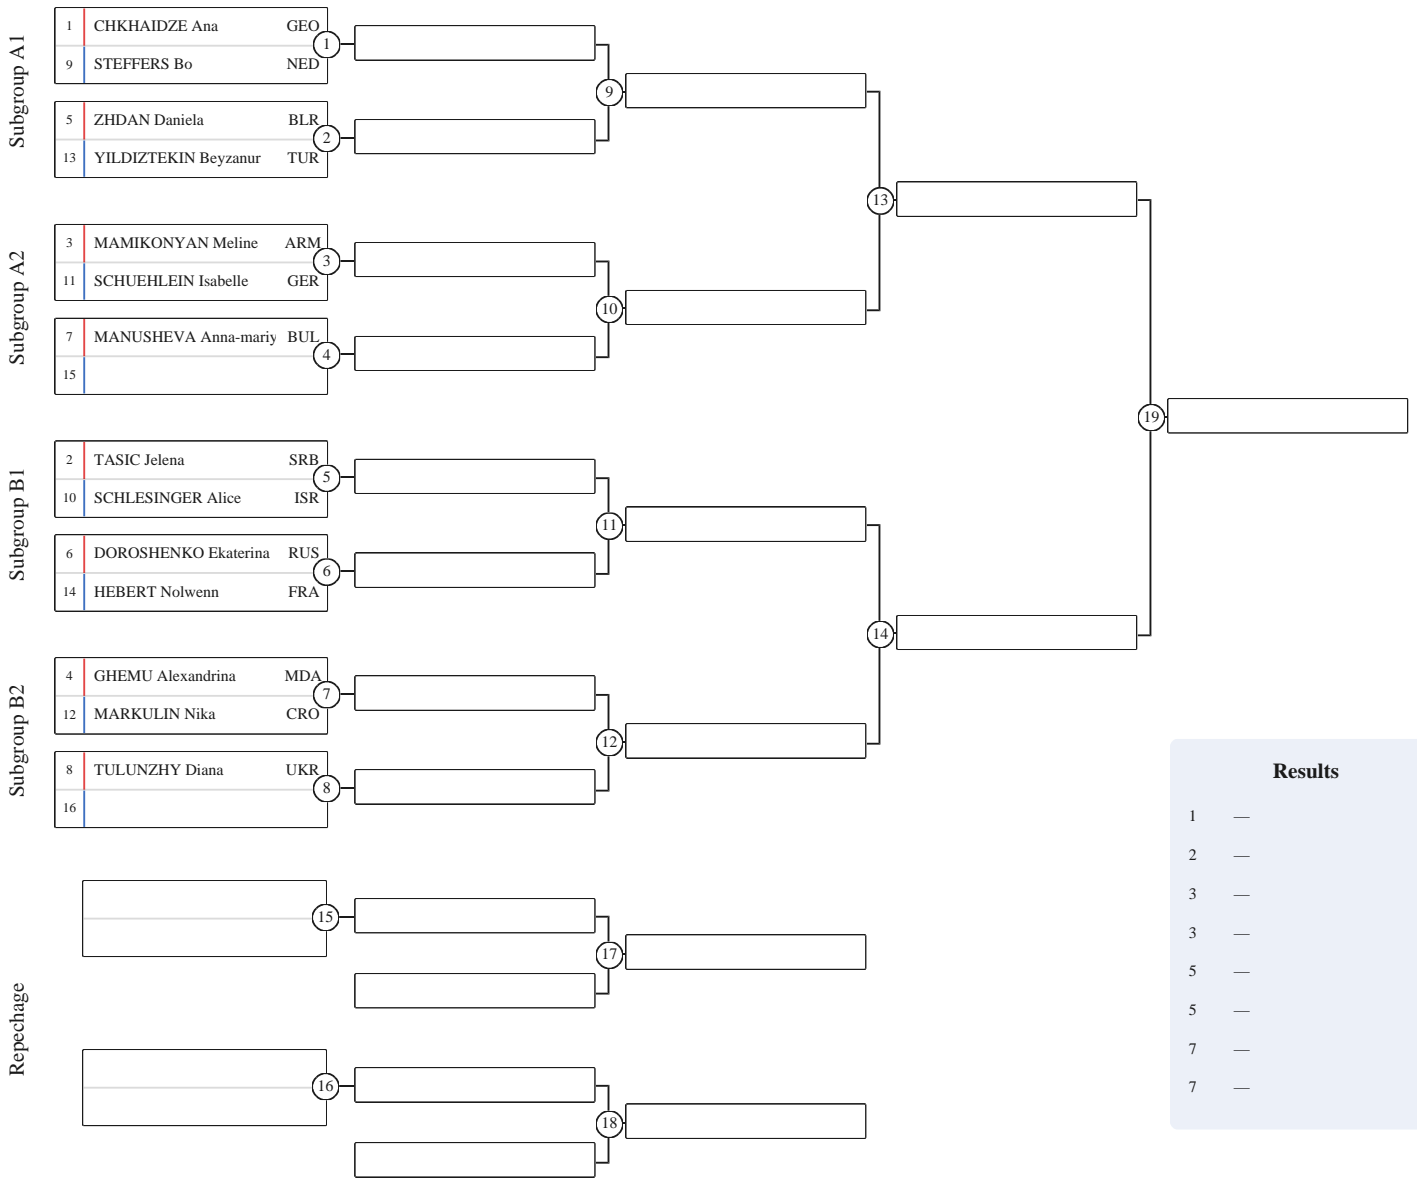 Subgroup A1
1 CHKHAIDZE Ana GEO
9 STEFFERS Bo NED
1
5 ZHDAN Daniela BLR
13 YILDIZTEKIN Beyzanur TUR
2
9
Subgroup A2
3 MAMIKONYAN Meline ARM
11 SCHUEHLEIN Isabelle GER
3
7 MANUSHEVA Anna-mariy BUL
15
4
10
13
Subgroup B1
2 TASIC Jelena SRB
10 SCHLESINGER Alice ISR
5
6 DOROSHENKO Ekaterina RUS
14 HEBERT Nolwenn FRA
6
11
Subgroup B2
4 GHEMU Alexandrina MDA
12 MARKULIN Nika CRO
7
8 TULUNZHY Diana UKR
16
8
12
14
19
Repechage
15
17
16
18
Results
1 —
2 —
3 —
3 —
5 —
5 —
7 —
7 —